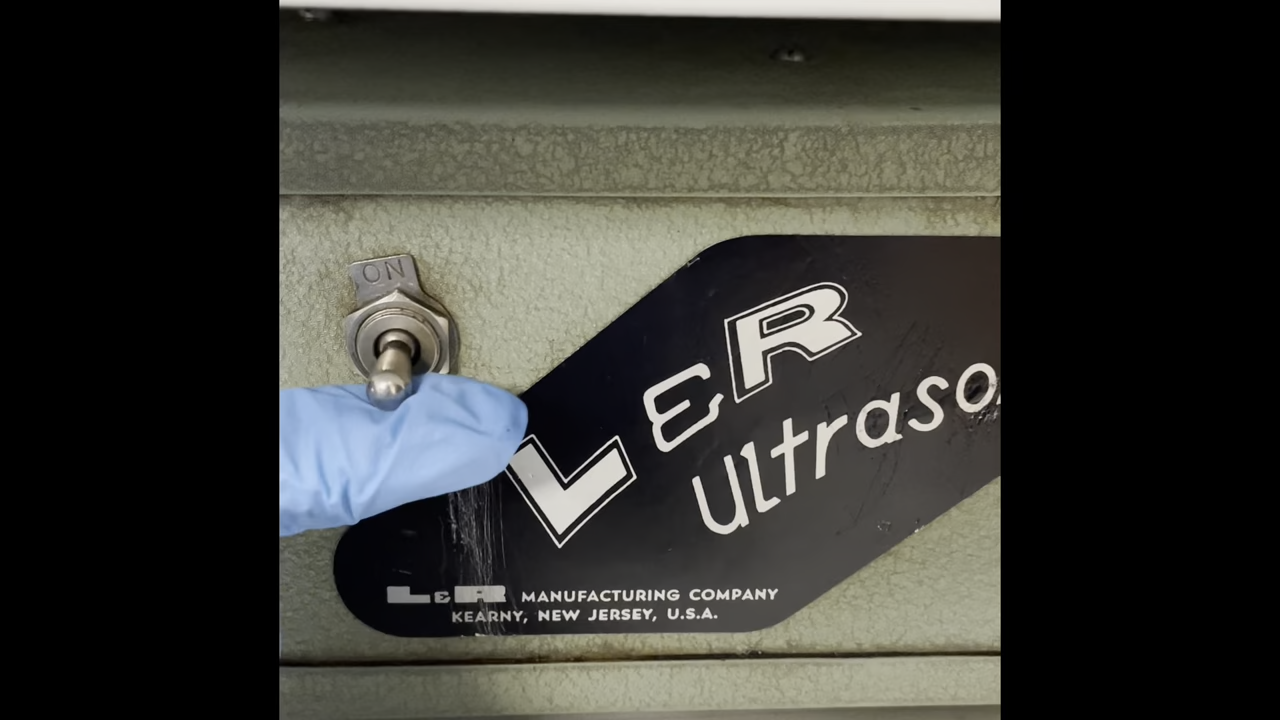 ON
L & R
Ultraso
L & R MANUFACTURING COMPANY
KEARNY, NEW JERSEY, U.S.A.